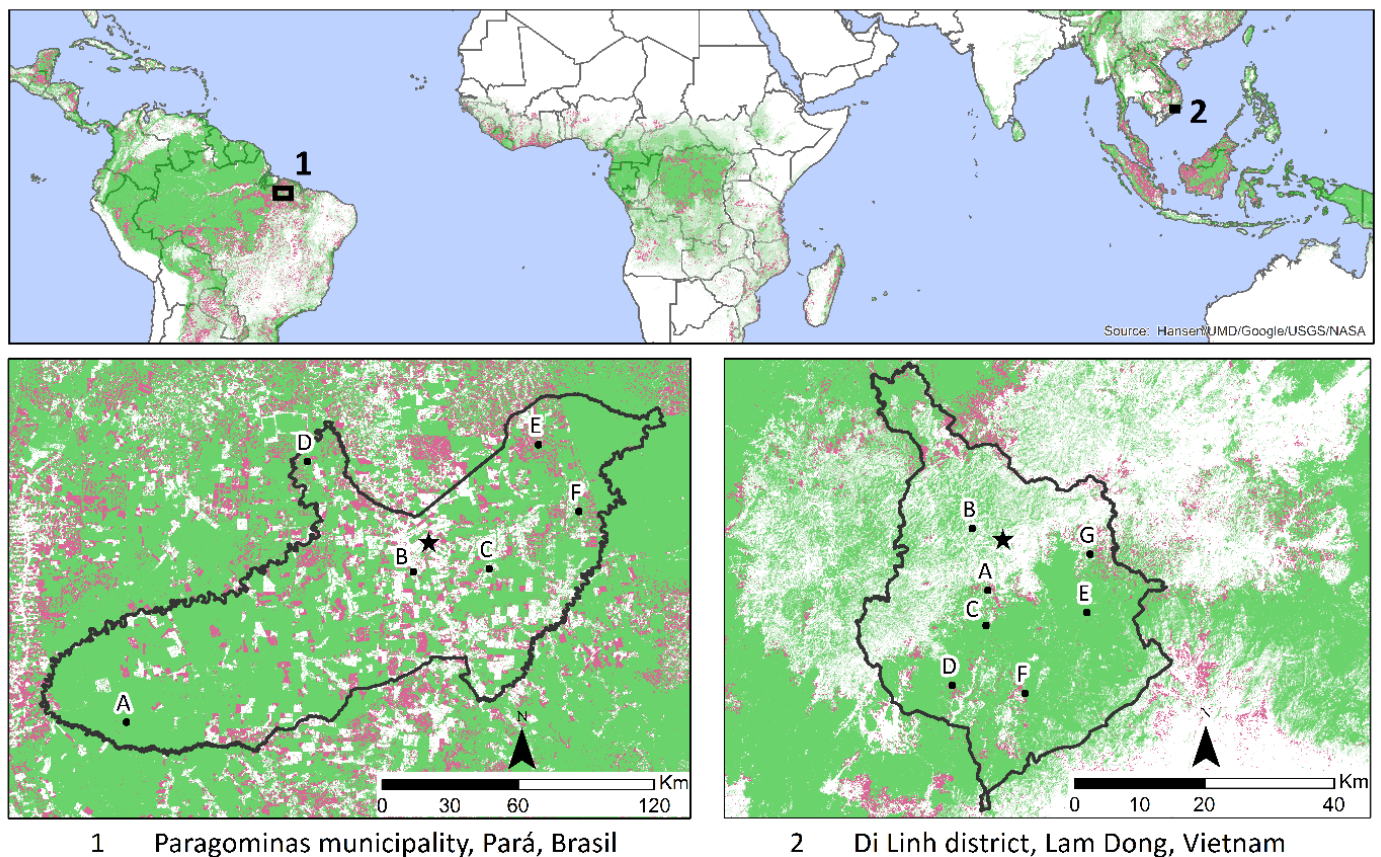 1
2
Source: Hansen/UMD/Google/USGS/NASA
D
E
F
B
C
A
N
Km
0 30 60 120
B
G
A
C
E
D
F
N
Km
0 20 40
1 Paragominas municipality, Pará, Brasil
2 Di Linh district, Lam Dong, Vietnam